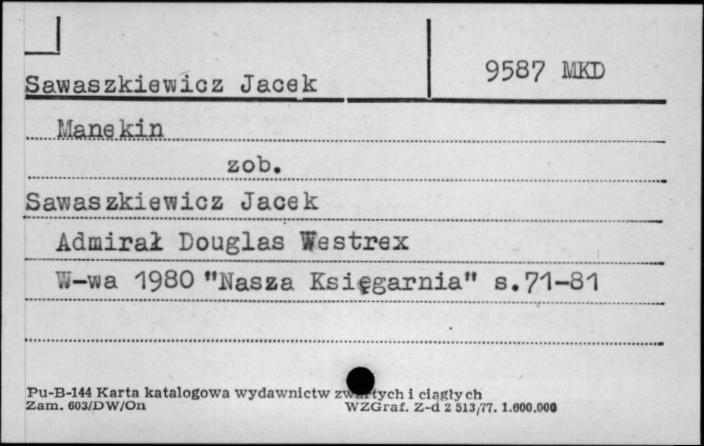 Sawaszkiewicz Jacek 9587 MKD
Manekin
zob.
Sawaszkiewicz Jacek
Admirał Douglas Westrex
W-wa 1980 "Nasza Księgarnia" s.71-81
Pu-B-144 Karta katalogowa wydawnictw zwartych i ciągłych
Zam. 603/DW/On WZGraf. Z-d 2 513/77. 1.600.000